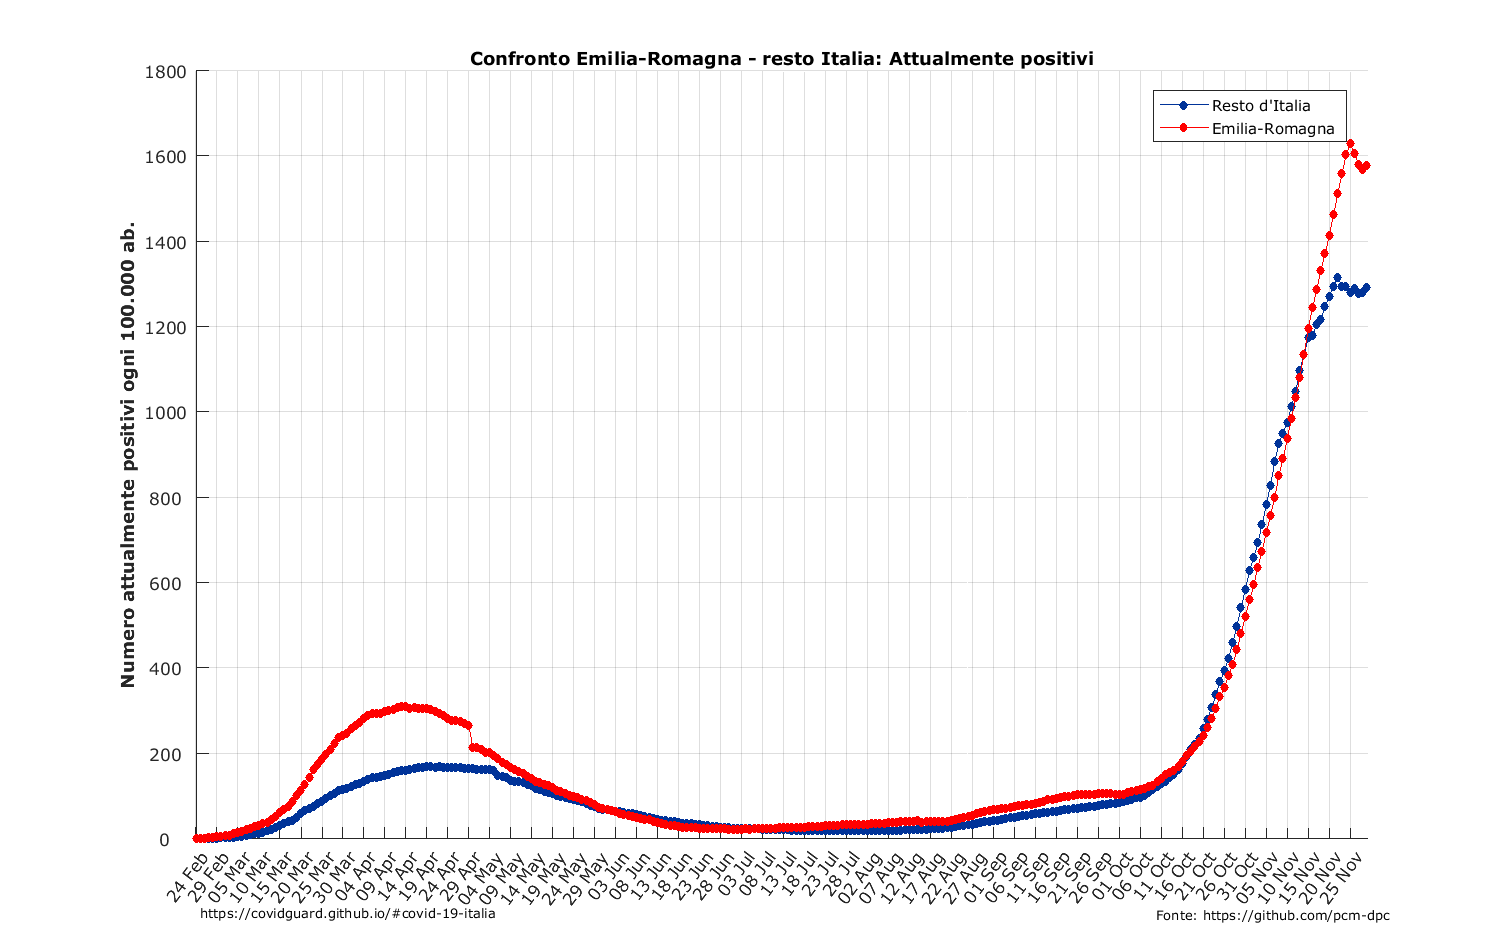 Confronto Emilia-Romagna - resto Italia: Attualmente positivi
Numero attualmente positivi ogni 100.000 ab.
1800
1600
1400
1200
1000
800
600
400
200
0
Resto d'Italia
Emilia-Romagna
24 Feb
29 Feb
05 Mar
10 Mar
15 Mar
20 Mar
25 Mar
30 Mar
04 Apr
09 Apr
14 Apr
19 Apr
24 Apr
29 Apr
04 May
09 May
14 May
19 May
24 May
29 May
03 Jun
08 Jun
13 Jun
18 Jun
23 Jun
28 Jun
03 Jul
08 Jul
13 Jul
18 Jul
23 Jul
28 Jul
02 Aug
07 Aug
12 Aug
17 Aug
22 Aug
27 Aug
01 Sep
06 Sep
11 Sep
16 Sep
21 Sep
26 Sep
01 Oct
06 Oct
11 Oct
16 Oct
21 Oct
26 Oct
31 Oct
05 Nov
10 Nov
15 Nov
20 Nov
25 Nov
https://covidguard.github.io/#covid-19-italia
Fonte: https://github.com/pcm-dpc